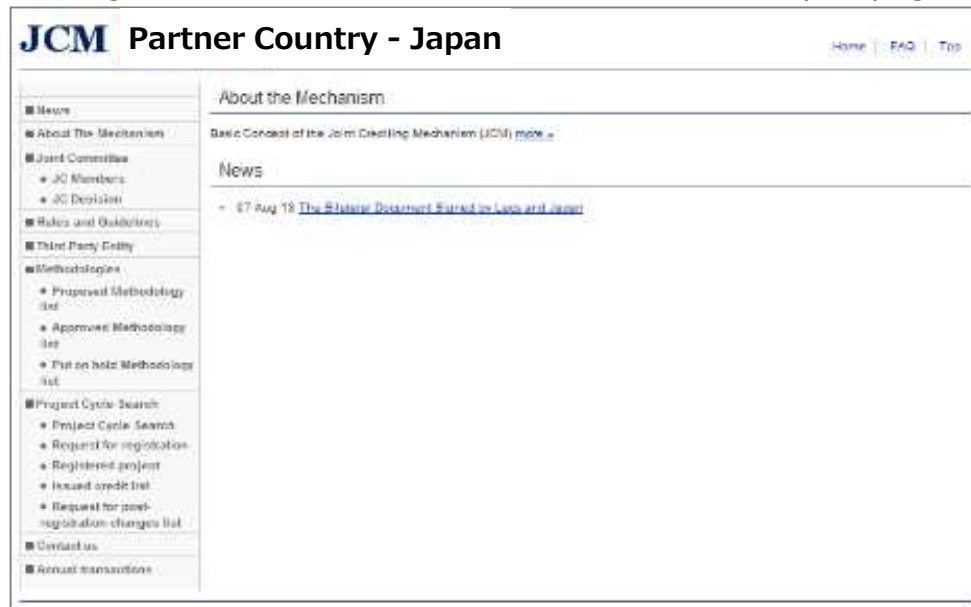 JCM Partner Country - Japan
Home | FAQ | Top
News
About The Mechanism
Joint Committee
JC Members
JC Decision
Rules and Guidelines
Third Party Entity
Methodologies
Proposed Methodology
list
Approved Methodology
list
Put on hold Methodology
list
Project Cycle Search
Project Cycle Search
Request for registration
Registered project
Issued credit list
Request for post-
registration changes list
Contact us
Annual transactions
About the Mechanism
Basic Concept of the Joint Crediting Mechanism (JCM) more »
News
07 Aug 13 The Bilateral Document Signed by Laos and Japan